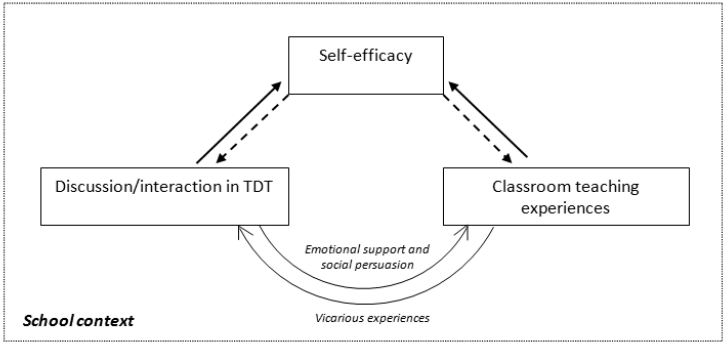 Self-efficacy
Discussion/interaction in TDT
Classroom teaching
experiences
Emotional support and
social persuasion
Vicarious experiences
School context